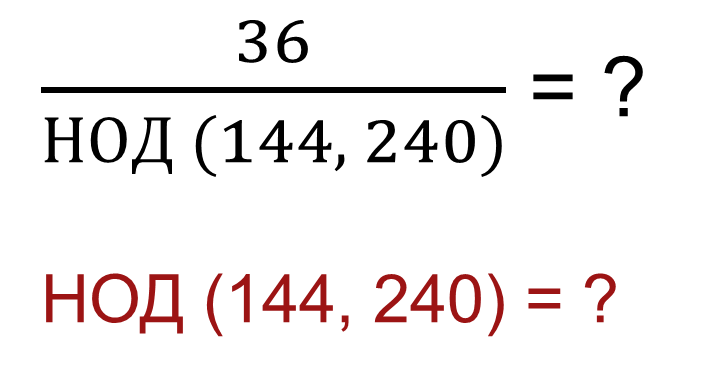 36
НОД (144, 240) = ?
НОД (144, 240) = ?